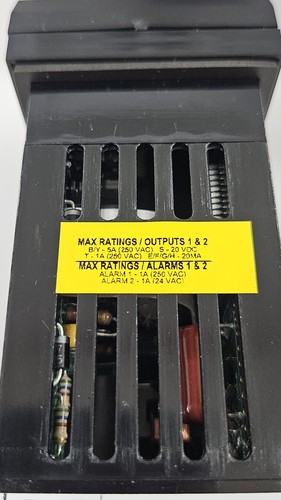 MAX RATINGS / OUTPUTS 1 & 2
B/Y - 5A (250 VAC) S - 20 VDC
T - 1A (250 VAC) E/F/G/H - 20MA
MAX RATINGS / ALARMS 1 & 2
ALARM 1 - 1A (250 VAC)
ALARM 2 - 1A (24 VAC)